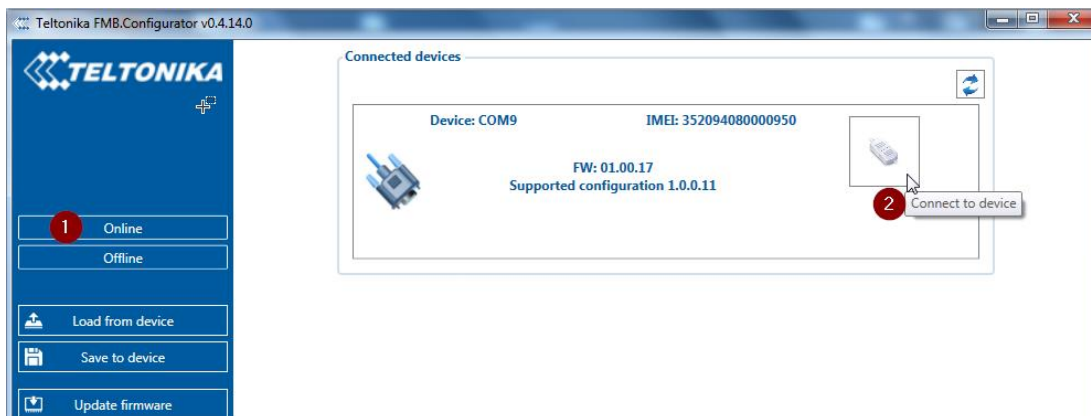 Teltonika FMB.Configurator v0.4.14.0
TELTONIKA
Connected devices
Device: COM9 IMEI: 352094080000950
FW: 01.00.17
Supported configuration 1.0.0.11
2 Connect to device
1 Online
Offline
Load from device
Save to device
Update firmware